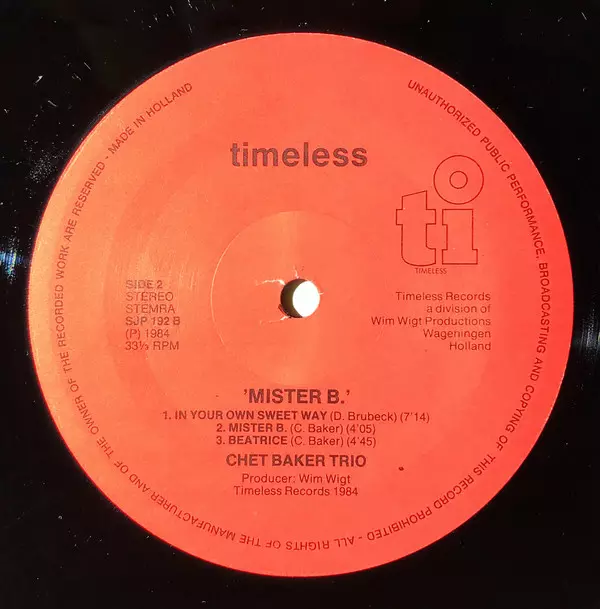 timeless
ti
TIMELESS
SIDE 2
STEREO
STEMRA
SJP 192 B
(P) 1984
33⅓ RPM
Timeless Records
a division of
Wim Wigt Productions
Wageningen
Holland
'MISTER B.'
1. IN YOUR OWN SWEET WAY (D. Brubeck) (7'14)
2. MISTER B. (C. Baker) (4'05)
3. BEATRICE (C. Baker) (4'45)
CHET BAKER TRIO
Producer: Wim Wigt
Timeless Records 1984
UNAUTHORIZED PUBLIC PERFORMANCE, BROADCASTING AND COPYING OF THIS RECORD PROHIBITED - ALL RIGHTS OF THE MANUFACTURER AND OF THE OWNER OF THE RECORDED WORK ARE RESERVED - MADE IN HOLLAND